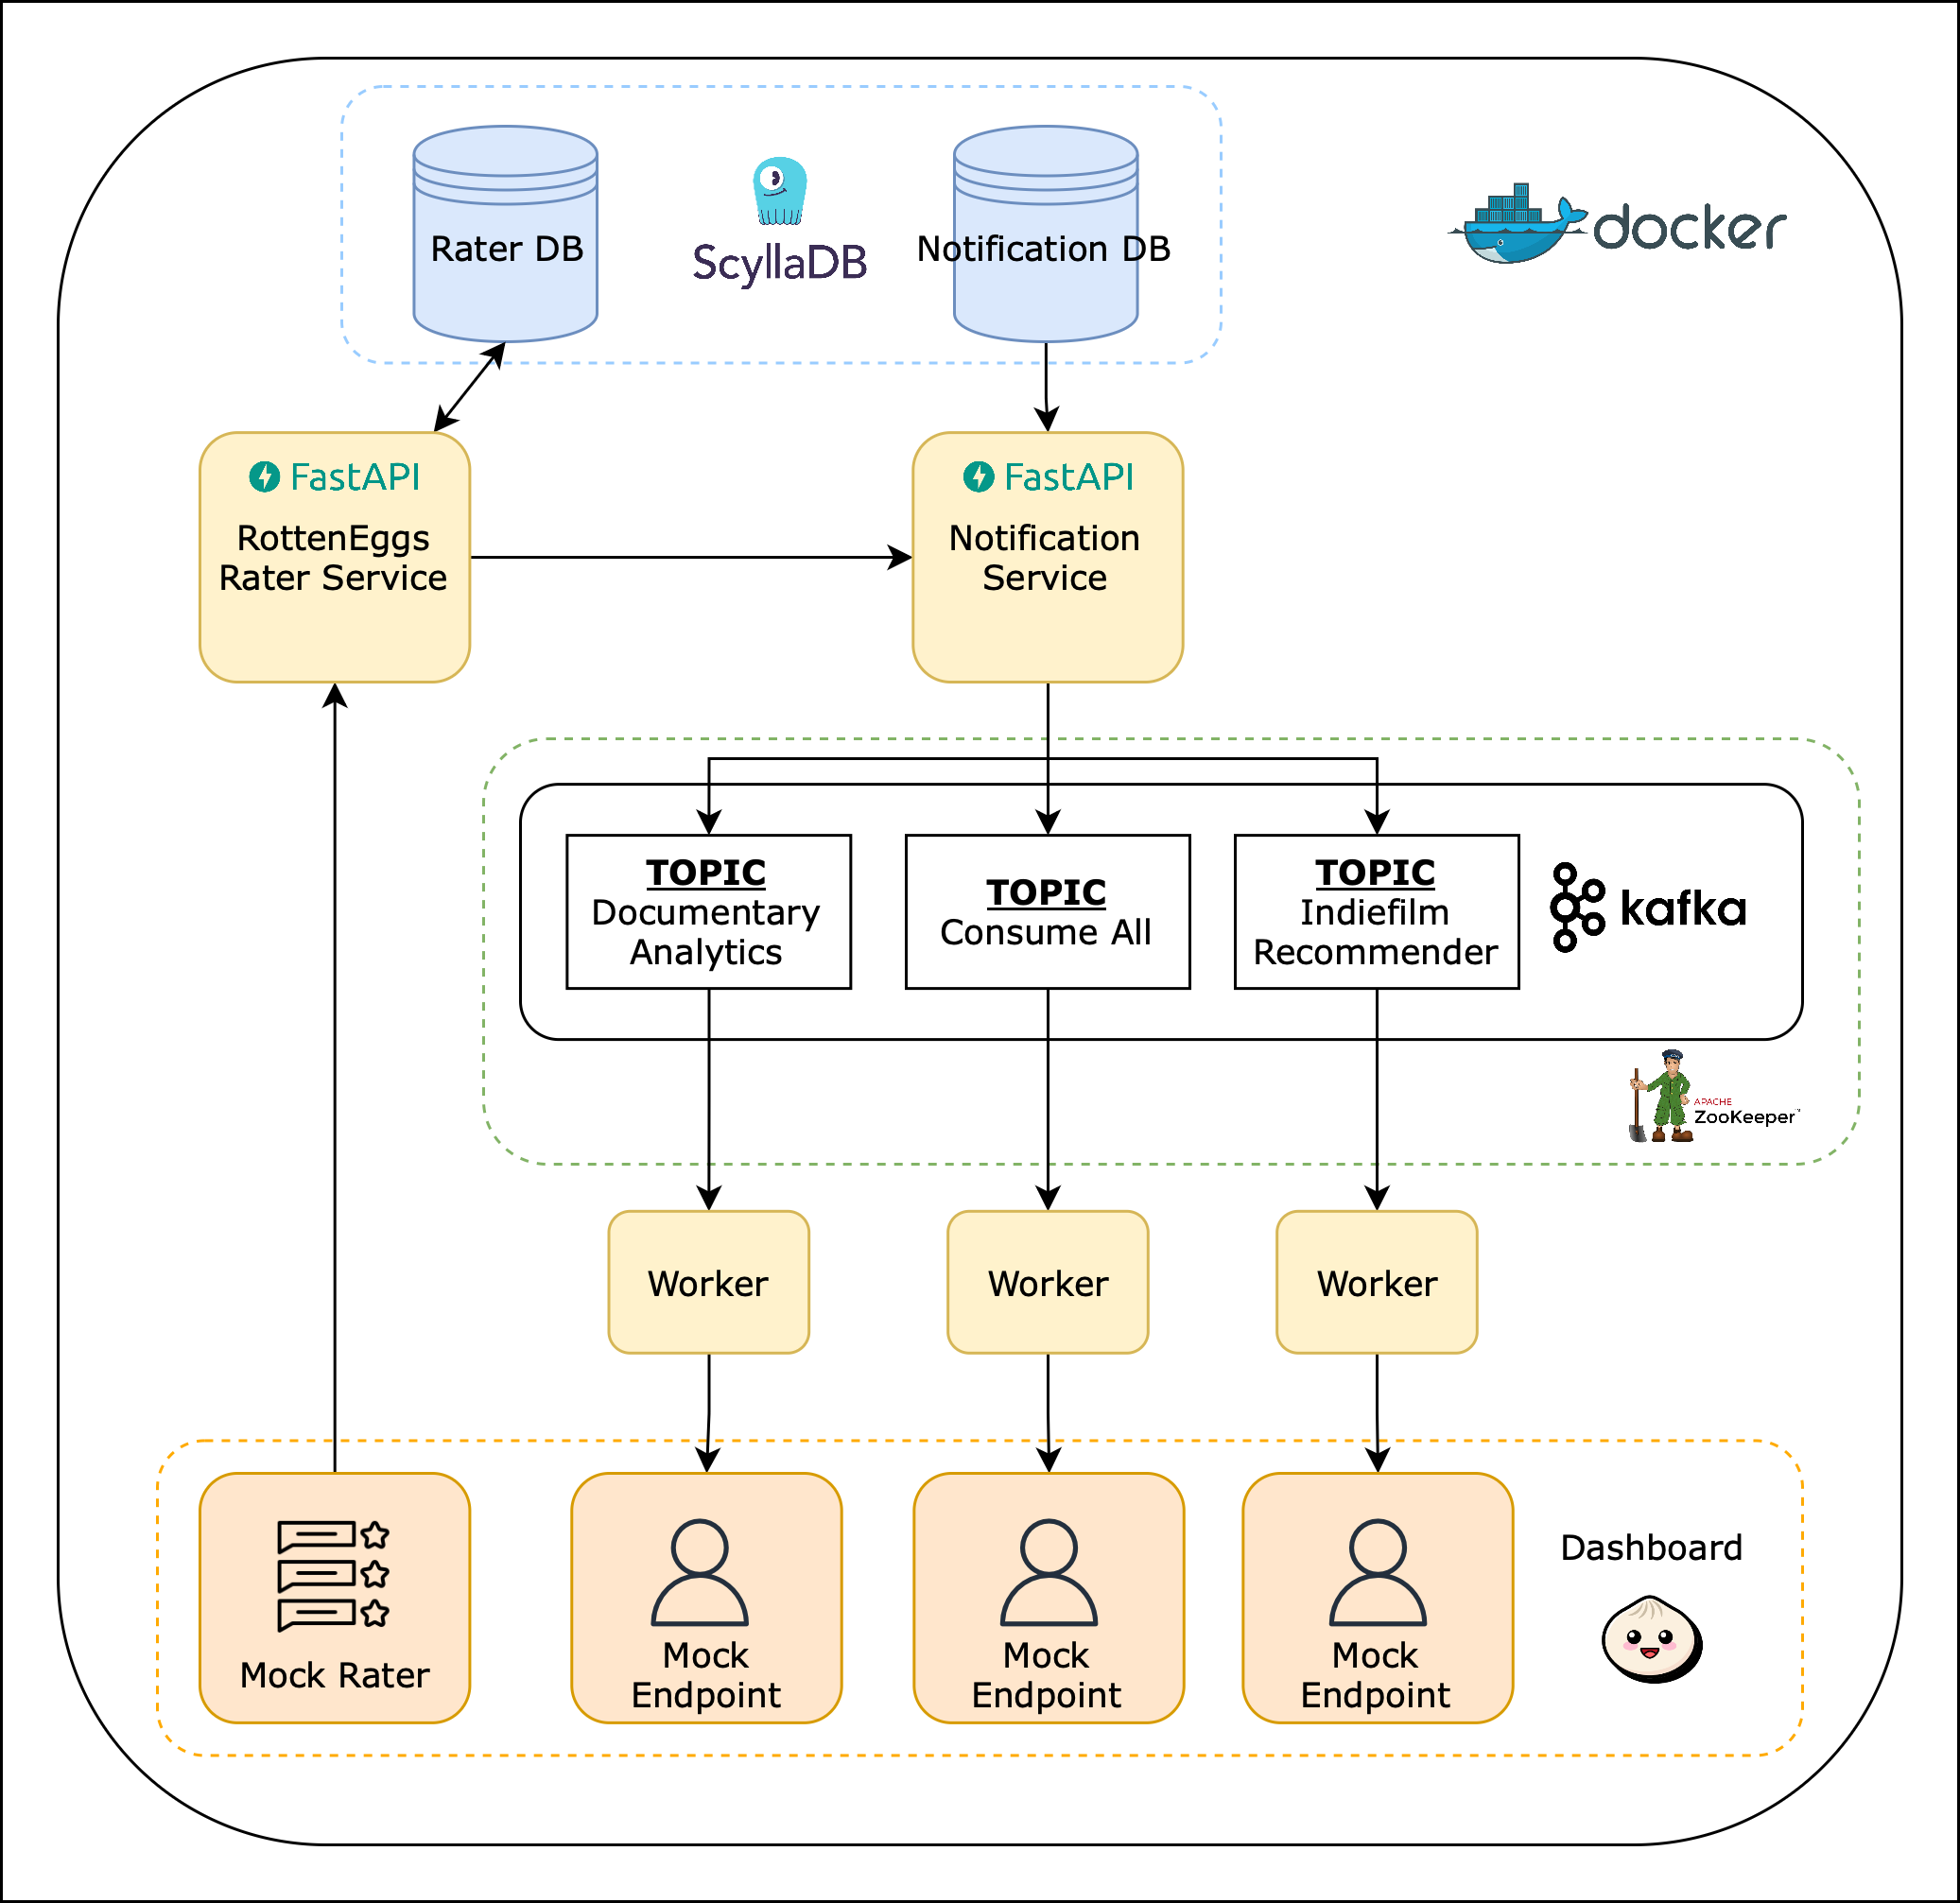 Rater DB
ScyllaDB
Notification DB
docker
FastAPI
RottenEggs
Rater Service
FastAPI
Notification
Service
TOPIC
Documentary
Analytics
TOPIC
Consume All
TOPIC
Indiefilm
Recommender
kafka
APACHE
ZooKeeper™
Worker
Worker
Worker
Mock Rater
Mock
Endpoint
Mock
Endpoint
Mock
Endpoint
Dashboard